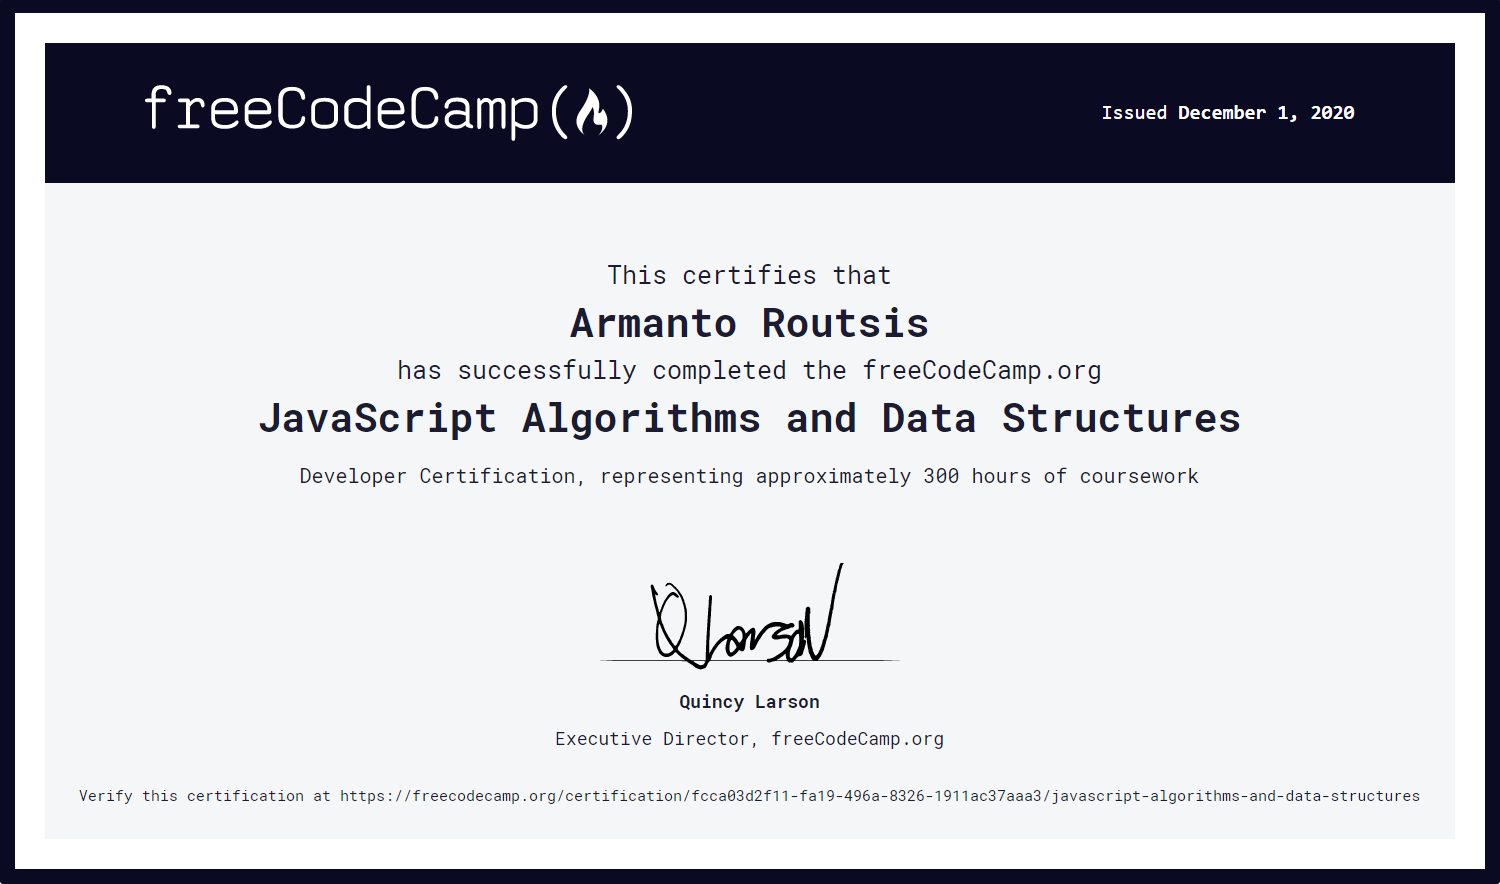 freeCodeCamp(🔥)
Issued December 1, 2020
This certifies that
Armanto Routsis
has successfully completed the freeCodeCamp.org
JavaScript Algorithms and Data Structures
Developer Certification, representing approximately 300 hours of coursework
Q Larson
Quincy Larson
Executive Director, freeCodeCamp.org
Verify this certification at https://freecodecamp.org/certification/fcca03d2f11-fa19-496a-8326-1911ac37aaa3/javascript-algorithms-and-data-structures